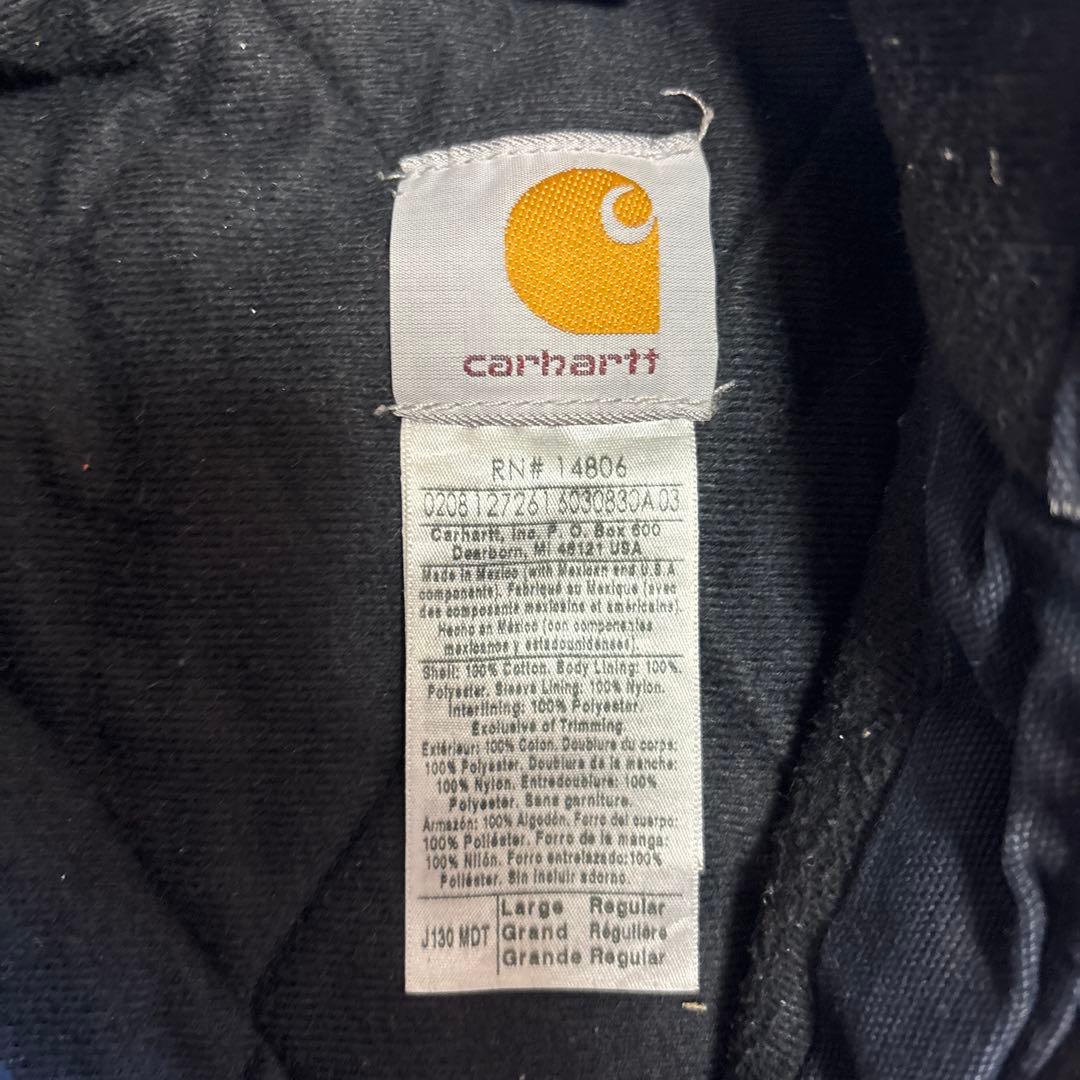 carhartt
RN# 14806
02081272616030830A03
Carhartt, Inc. P. O. Box 600
Dearborn, MI 48121 USA
Made in Mexico (with Mexican and U.S.A
components). Fabriqué au Mexique (avec
des composants mexicains et américains).
Hecho en México (con componentes
mexicanos y estadounidenses).
Shell: 100% Cotton. Body Lining: 100%
Polyester. Sleeve Lining: 100% Nylon.
Interlining: 100% Polyester.
Exclusive of Trimming
Extérieur: 100% Coton. Doublure du corps:
100% Polyester. Doublure de la manche:
100% Nylon. Entredoublure: 100%
Polyester. Sans garniture.
Armazón: 100% Algodón. Forro del cuerpo:
100% Poliéster. Forro de la manga:
100% Nilón. Forro entrelazado: 100%
Poliéster. Sin incluir adorno.
J130 MDT
Large Regular
Grand Régulière
Grande Regular